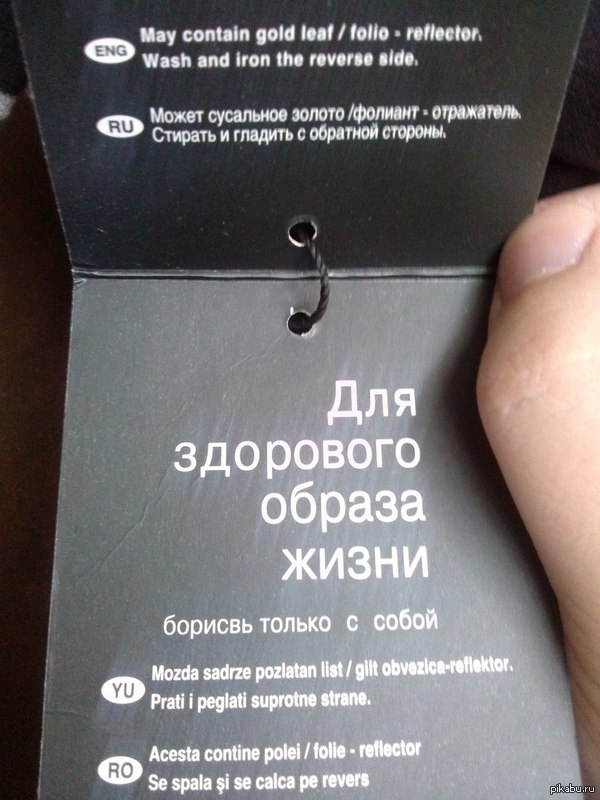 ENG May contain gold leaf / folio - reflector.
Wash and iron the reverse side.
RU Может сусальное золото /фолиант - отражатель.
Стирать и гладить с обратной стороны.
Для
здорового
образа
жизни
борисвь только с собой
YU Mozda sadrze pozlatan list / gilt obvezica-reflektor.
Prati i peglati suprotne strane.
RO Acesta contine polei / folie - reflector
Se spala şi se calca pe revers
pikabu.ru